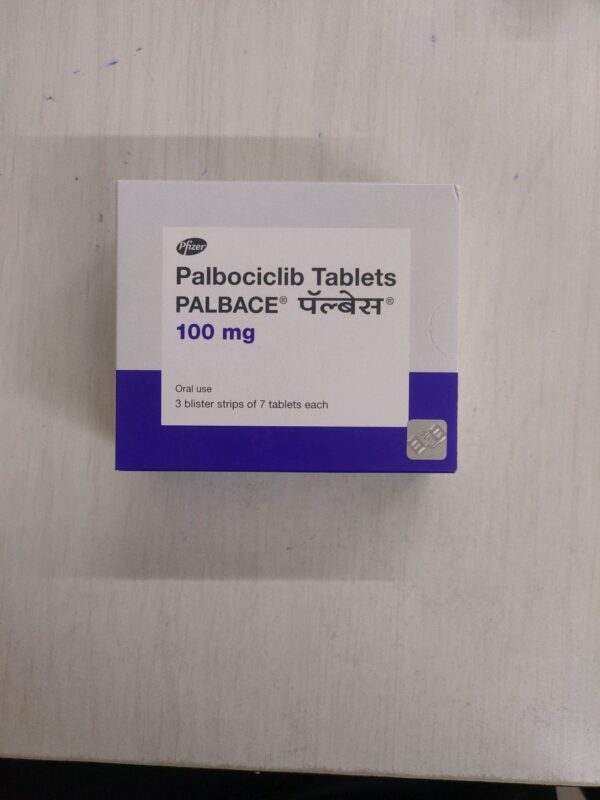 Pfizer
Palbociclib Tablets
PALBACE® पॅल्बेस®
100 mg
Oral use
3 blister strips of 7 tablets each